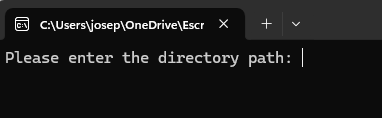 C:\Users\josep\OneDrive\Escr
Please enter the directory path: